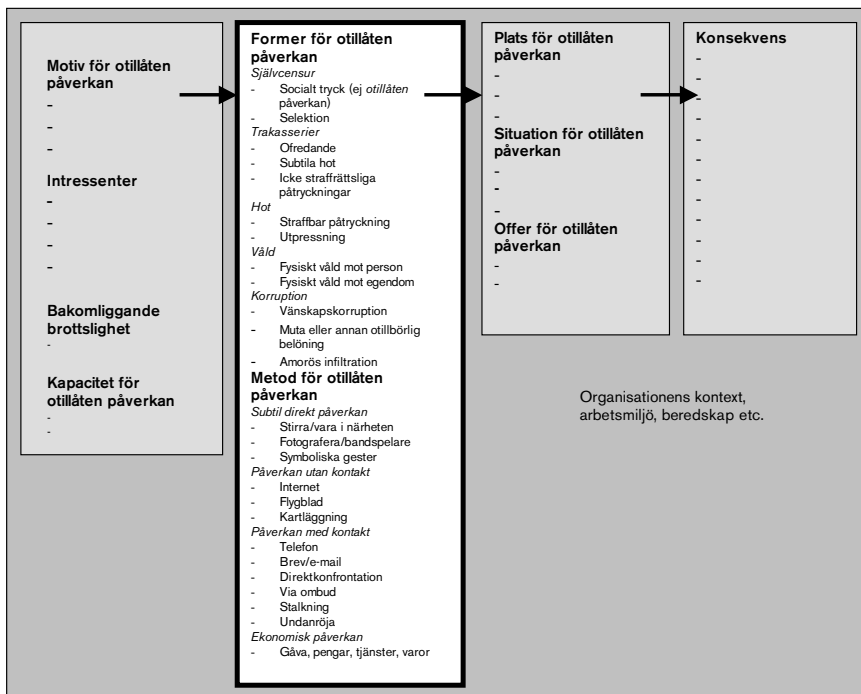 Motiv för otillåten
påverkan
-
-
-
Intressenter
-
-
-
-
Bakomliggande
brottslighet
-
Kapacitet för
otillåten påverkan
-
-
Former för otillåten
påverkan
Självcensur
- Socialt tryck (ej otillåten
påverkan)
- Selektion
Trakasserier
- Ofredande
- Subtila hot
- Icke straffrättsliga
påtryckningar
Hot
- Straffbar påtryckning
- Utpressning
Våld
- Fysiskt våld mot person
- Fysiskt våld mot egendom
Korruption
- Vänskapskorruption
- Muta eller annan otillbörlig
belöning
- Amorös infiltration
Metod för otillåten
påverkan
Subtil direkt påverkan
- Stirra/vara i närheten
- Fotografera/bandspelare
- Symboliska gester
Påverkan utan kontakt
- Internet
- Flygblad
- Kartläggning
Påverkan med kontakt
- Telefon
- Brev/e-mail
- Direktkonfrontation
- Via ombud
- Stalkning
- Undanröja
Ekonomisk påverkan
- Gåva, pengar, tjänster, varor
Plats för otillåten
påverkan
-
-
-
Situation för otillåten
påverkan
-
-
-
Offer för otillåten
påverkan
-
-
Konsekvens
-
-
-
-
-
-
-
-
-
-
-
-
Organisationens kontext,
arbetsmiljö, beredskap etc.